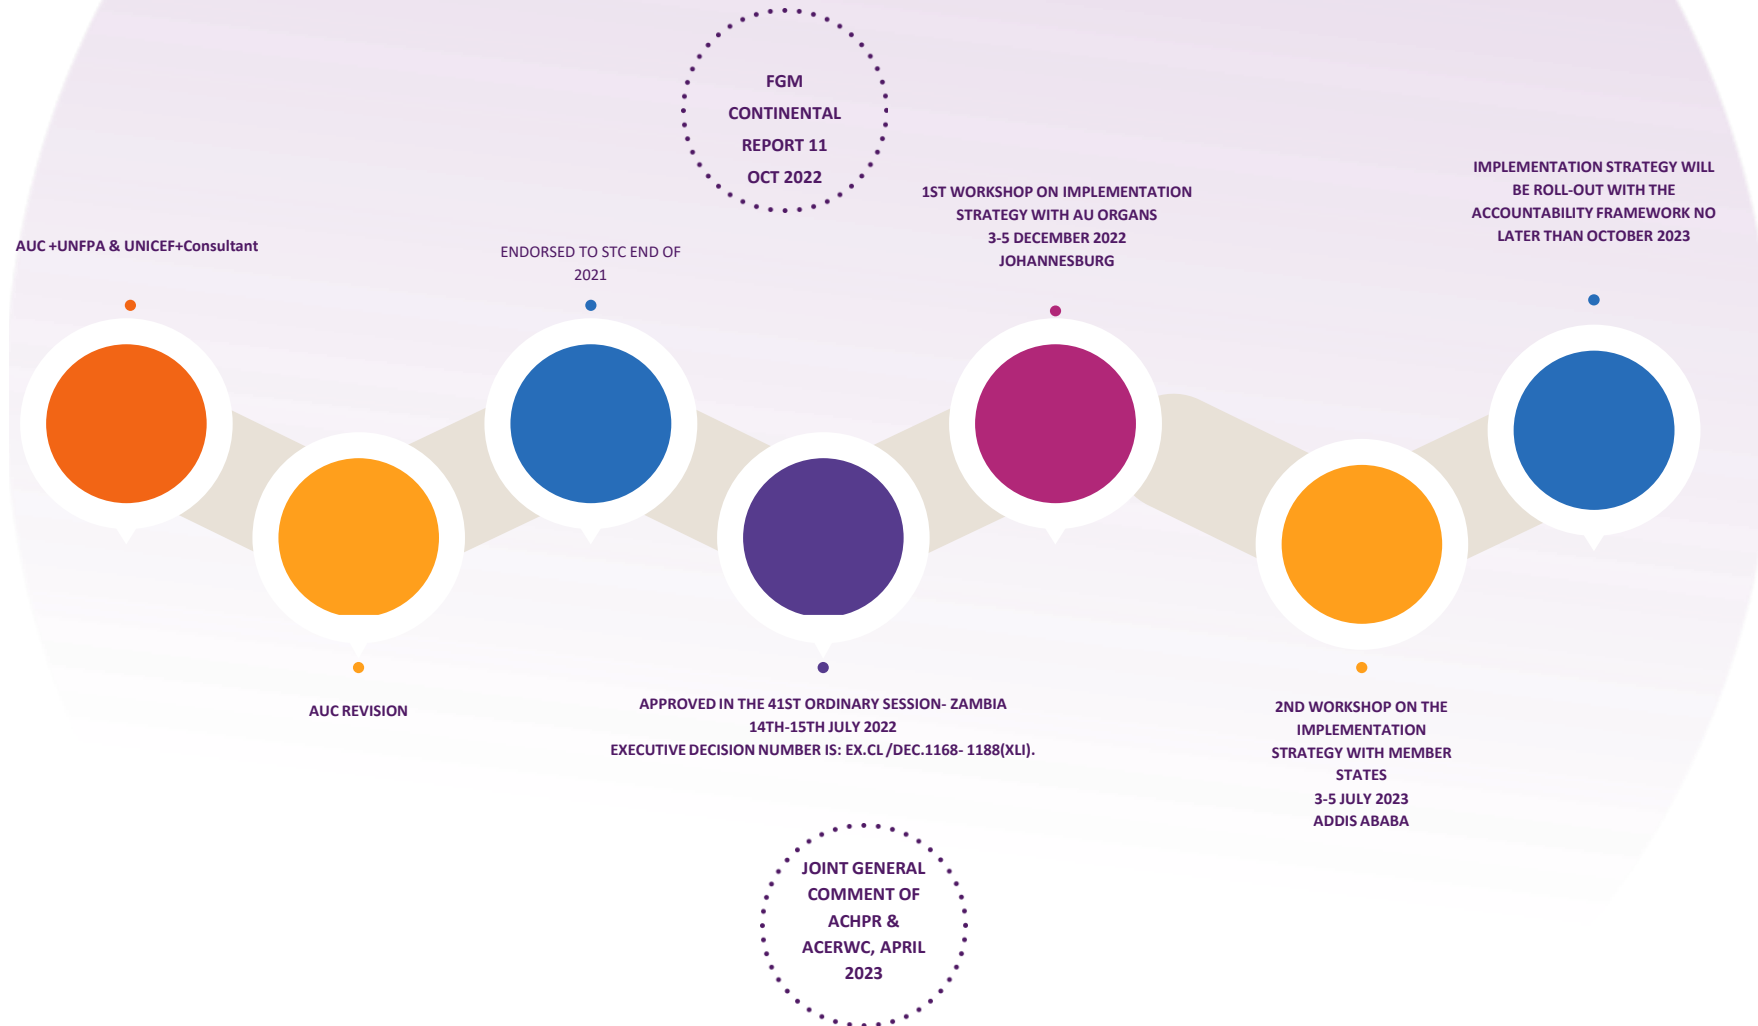 FGM
CONTINENTAL
REPORT 11
OCT 2022
AUC +UNFPA & UNICEF+Consultant
AUC REVISION
ENDORSED TO STC END OF
2021
APPROVED IN THE 41ST ORDINARY SESSION- ZAMBIA
14TH-15TH JULY 2022
EXECUTIVE DECISION NUMBER IS: EX.CL /DEC.1168- 1188(XLI).
1ST WORKSHOP ON IMPLEMENTATION
STRATEGY WITH AU ORGANS
3-5 DECEMBER 2022
JOHANNESBURG
2ND WORKSHOP ON THE
IMPLEMENTATION
STRATEGY WITH MEMBER
STATES
3-5 JULY 2023
ADDIS ABABA
IMPLEMENTATION STRATEGY WILL
BE ROLL-OUT WITH THE
ACCOUNTABILITY FRAMEWORK NO
LATER THAN OCTOBER 2023
JOINT GENERAL
COMMENT OF
ACHPR &
ACERWC, APRIL
2023